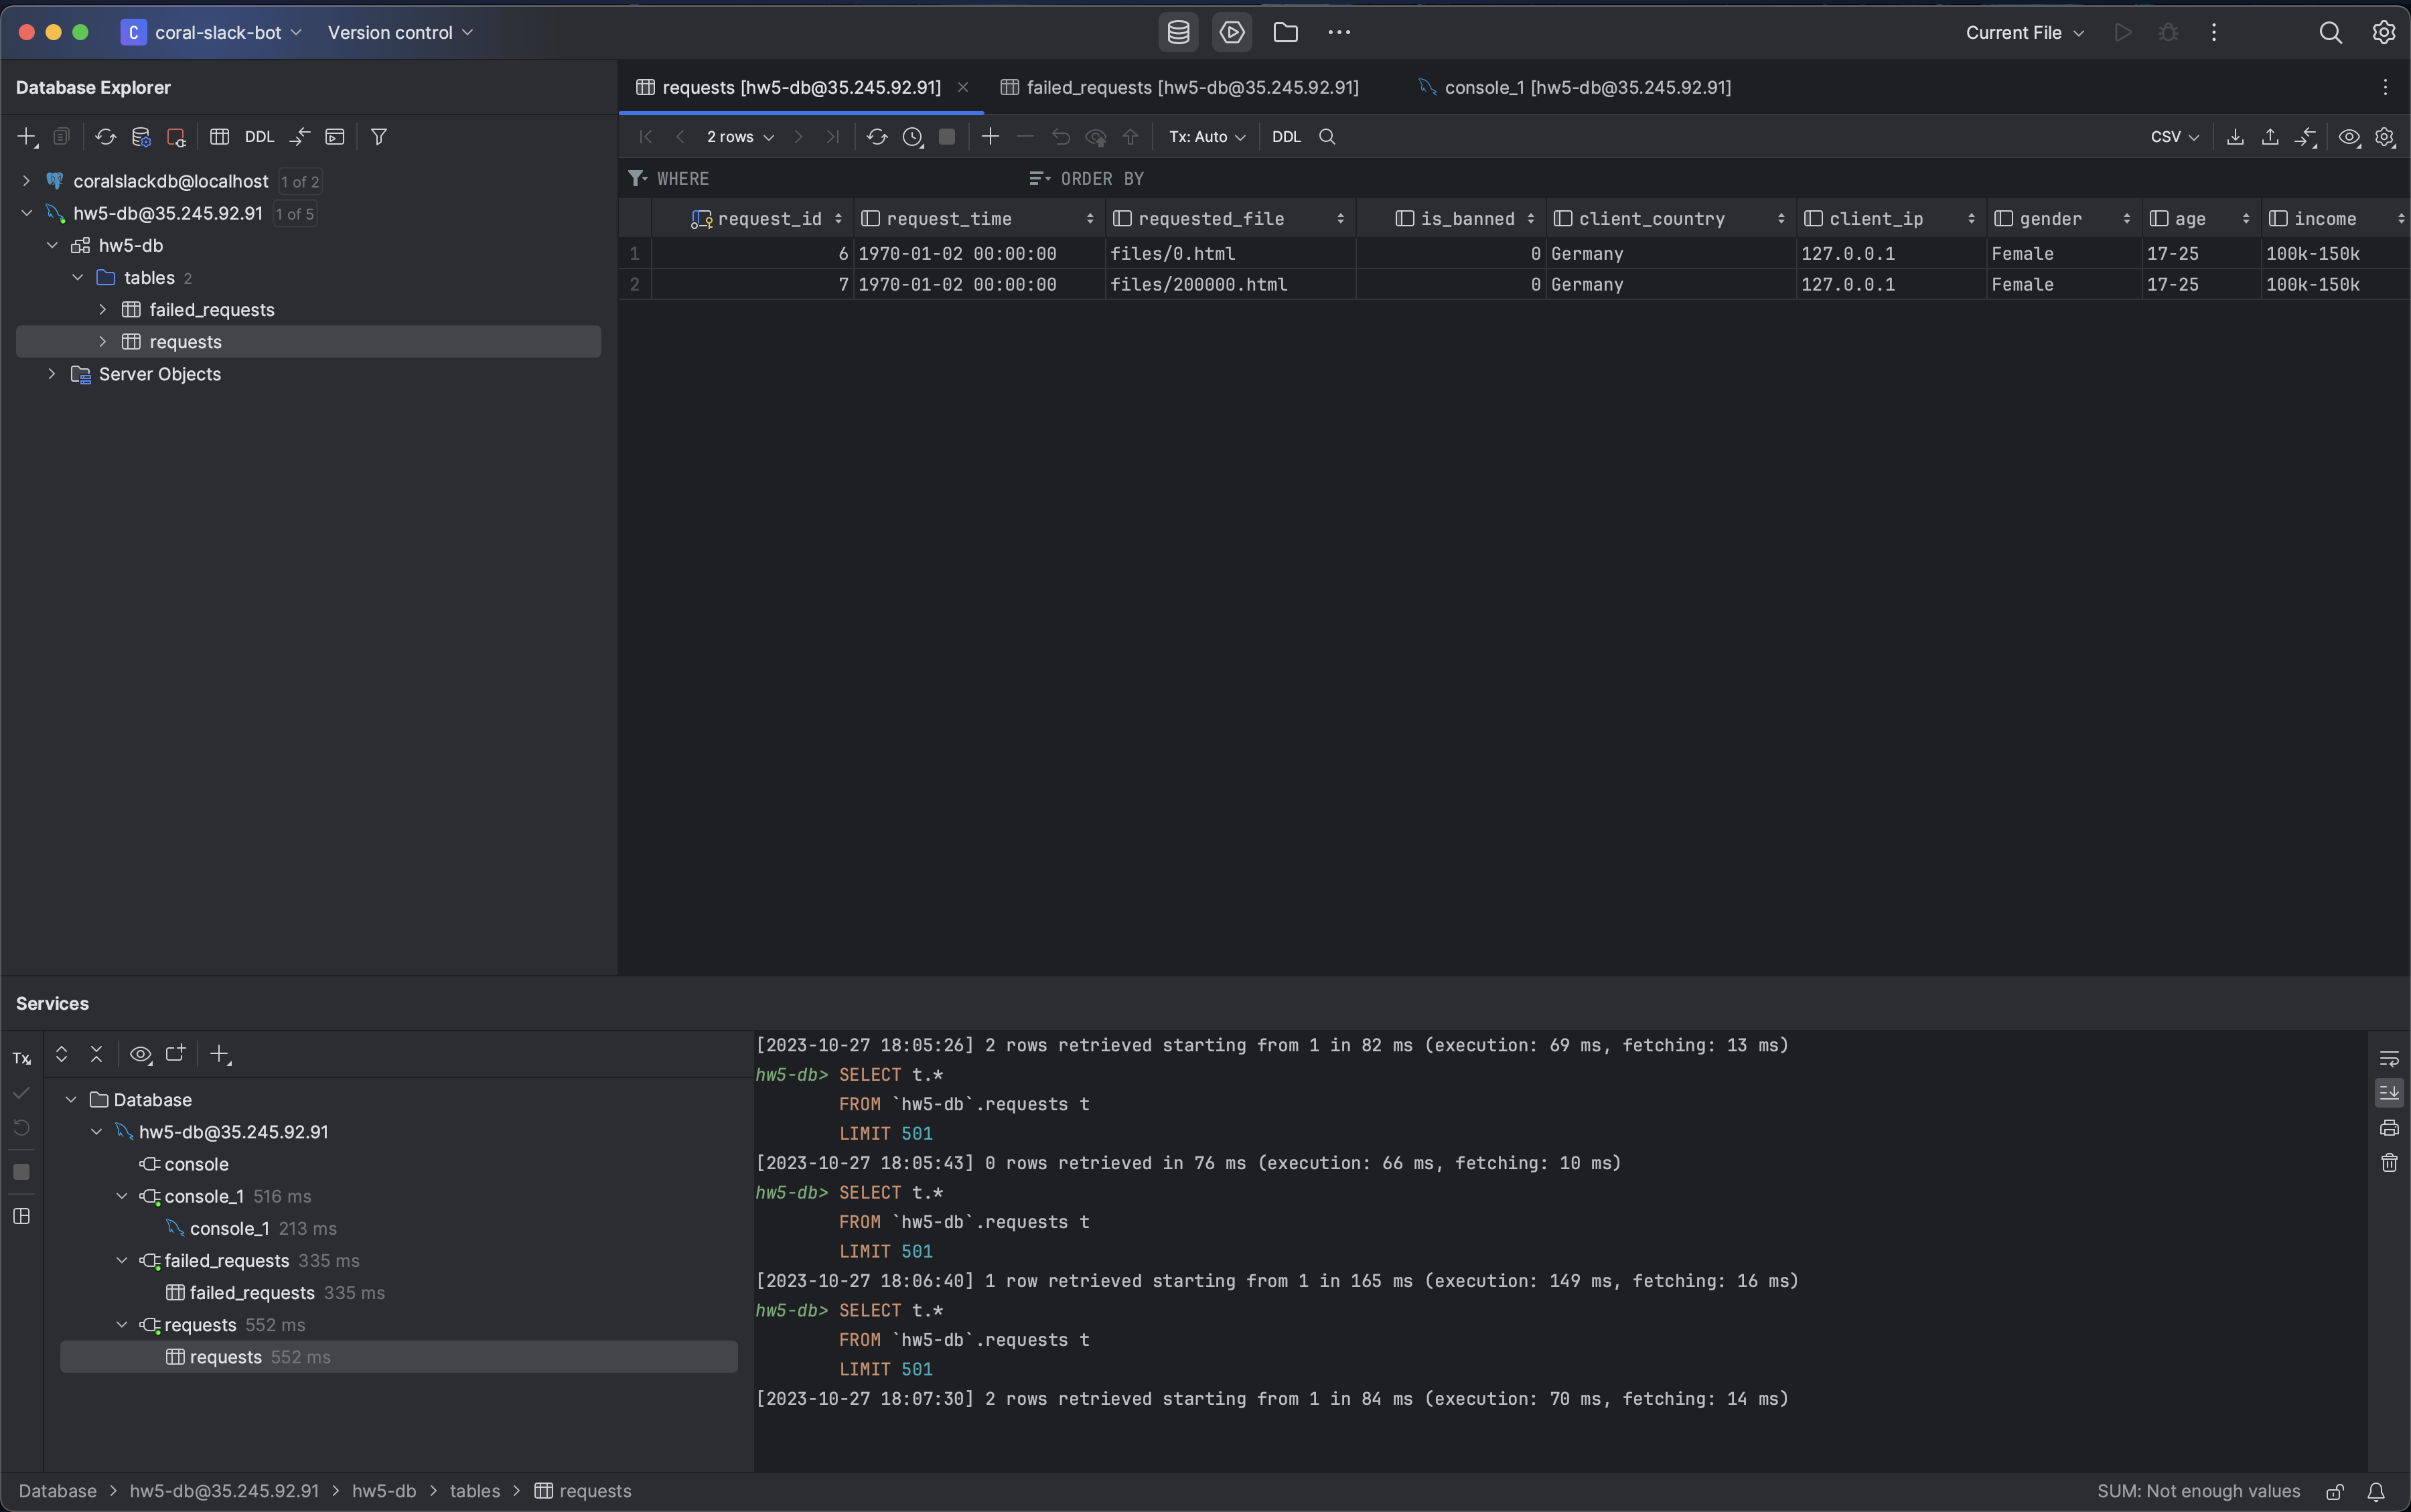 C coral-slack-bot Version control Current File
Database Explorer
requests [hw5-db@35.245.92.91] failed_requests [hw5-db@35.245.92.91] console_1 [hw5-db@35.245.92.91]
DDL
2 rows Tx: Auto DDL CSV
WHERE ORDER BY
coralslackdb@localhost 1 of 2
hw5-db@35.245.92.91 1 of 5
hw5-db
tables 2
failed_requests
requests
Server Objects
request_id request_time requested_file is_banned client_country client_ip gender age income
1 6 1970-01-02 00:00:00 files/0.html 0 Germany 127.0.0.1 Female 17-25 100k-150k
2 7 1970-01-02 00:00:00 files/200000.html 0 Germany 127.0.0.1 Female 17-25 100k-150k
Services
Tx
Database
hw5-db@35.245.92.91
console
console_1 516 ms
console_1 213 ms
failed_requests 335 ms
failed_requests 335 ms
requests 552 ms
requests 552 ms
[2023-10-27 18:05:26] 2 rows retrieved starting from 1 in 82 ms (execution: 69 ms, fetching: 13 ms)
hw5-db> SELECT t.*
FROM `hw5-db`.requests t
LIMIT 501
[2023-10-27 18:05:43] 0 rows retrieved in 76 ms (execution: 66 ms, fetching: 10 ms)
hw5-db> SELECT t.*
FROM `hw5-db`.requests t
LIMIT 501
[2023-10-27 18:06:40] 1 row retrieved starting from 1 in 165 ms (execution: 149 ms, fetching: 16 ms)
hw5-db> SELECT t.*
FROM `hw5-db`.requests t
LIMIT 501
[2023-10-27 18:07:30] 2 rows retrieved starting from 1 in 84 ms (execution: 70 ms, fetching: 14 ms)
Database > hw5-db@35.245.92.91 > hw5-db > tables > requests SUM: Not enough values